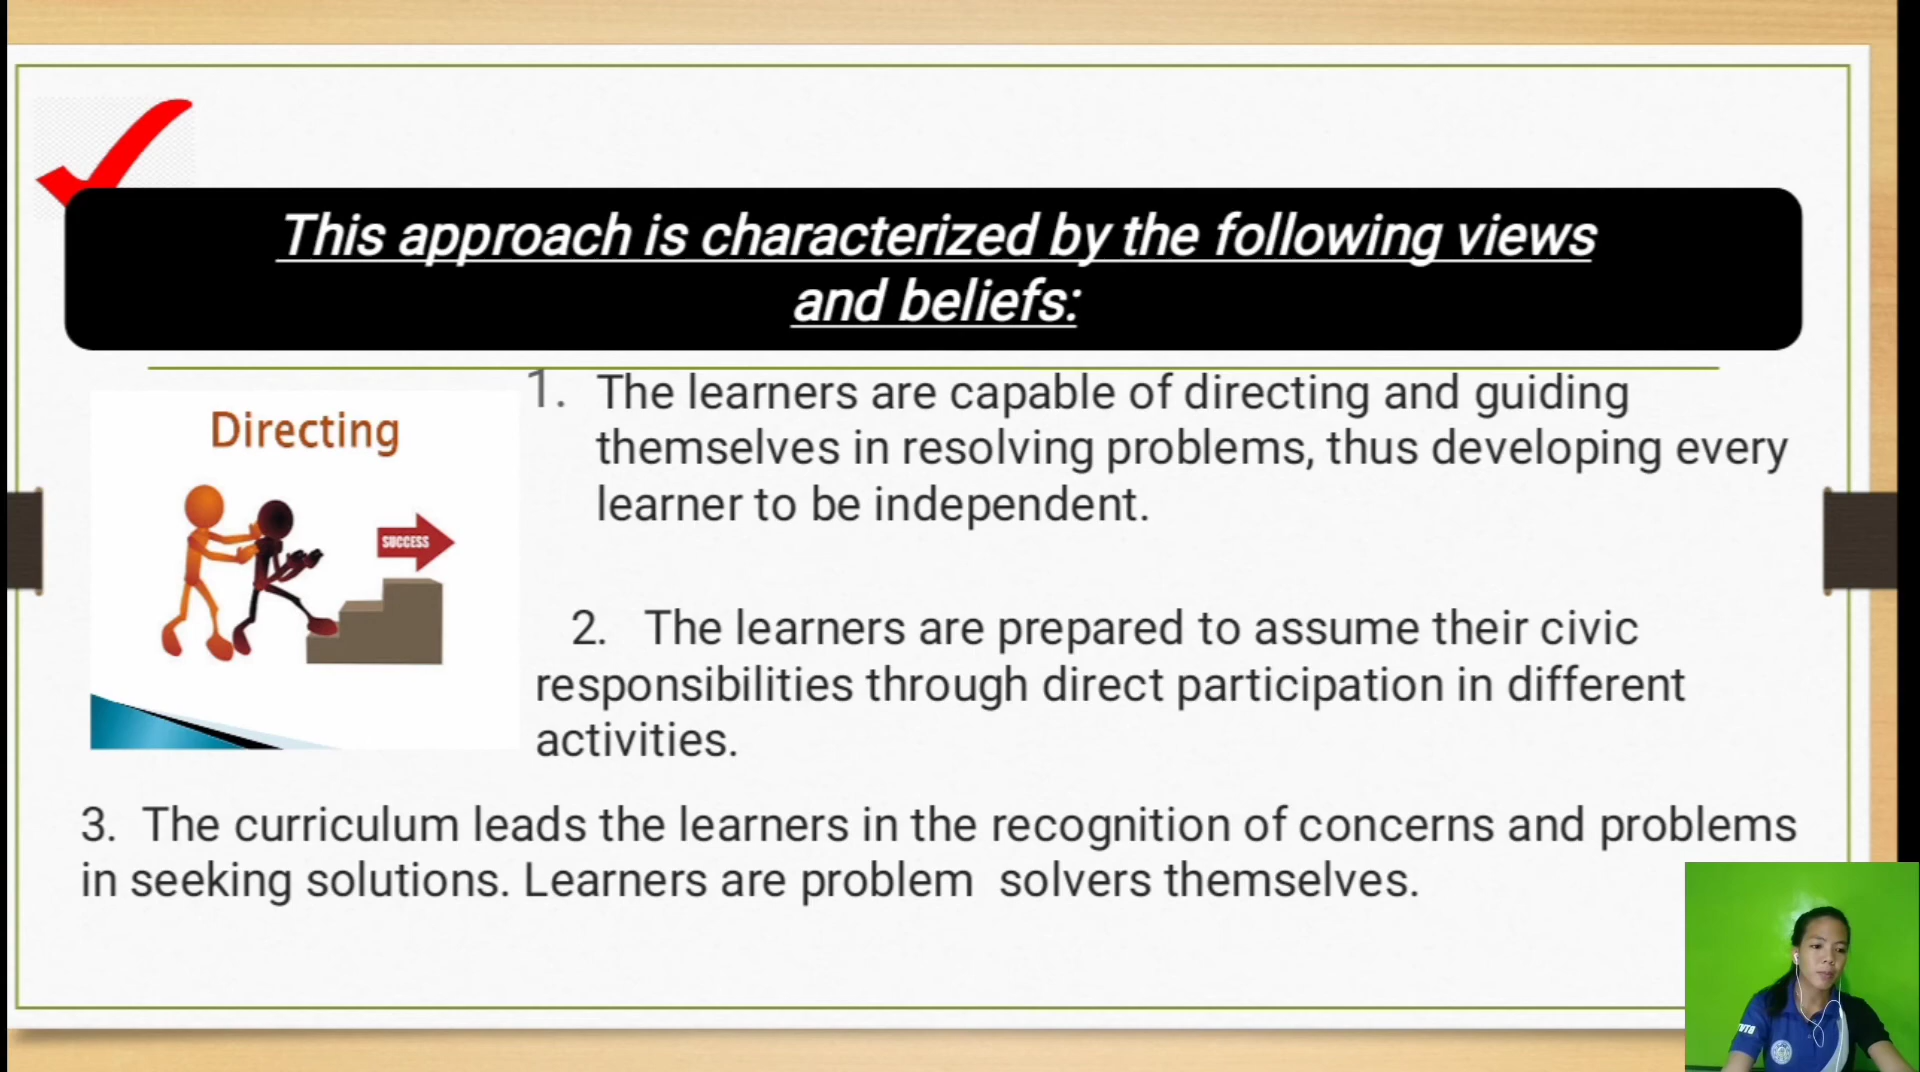 This approach is characterized by the following views
and beliefs:
Directing
SUCCESS
1. The learners are capable of directing and guiding
themselves in resolving problems, thus developing every
learner to be independent.
2. The learners are prepared to assume their civic
responsibilities through direct participation in different
activities.
3. The curriculum leads the learners in the recognition of concerns and problems
in seeking solutions. Learners are problem solvers themselves.